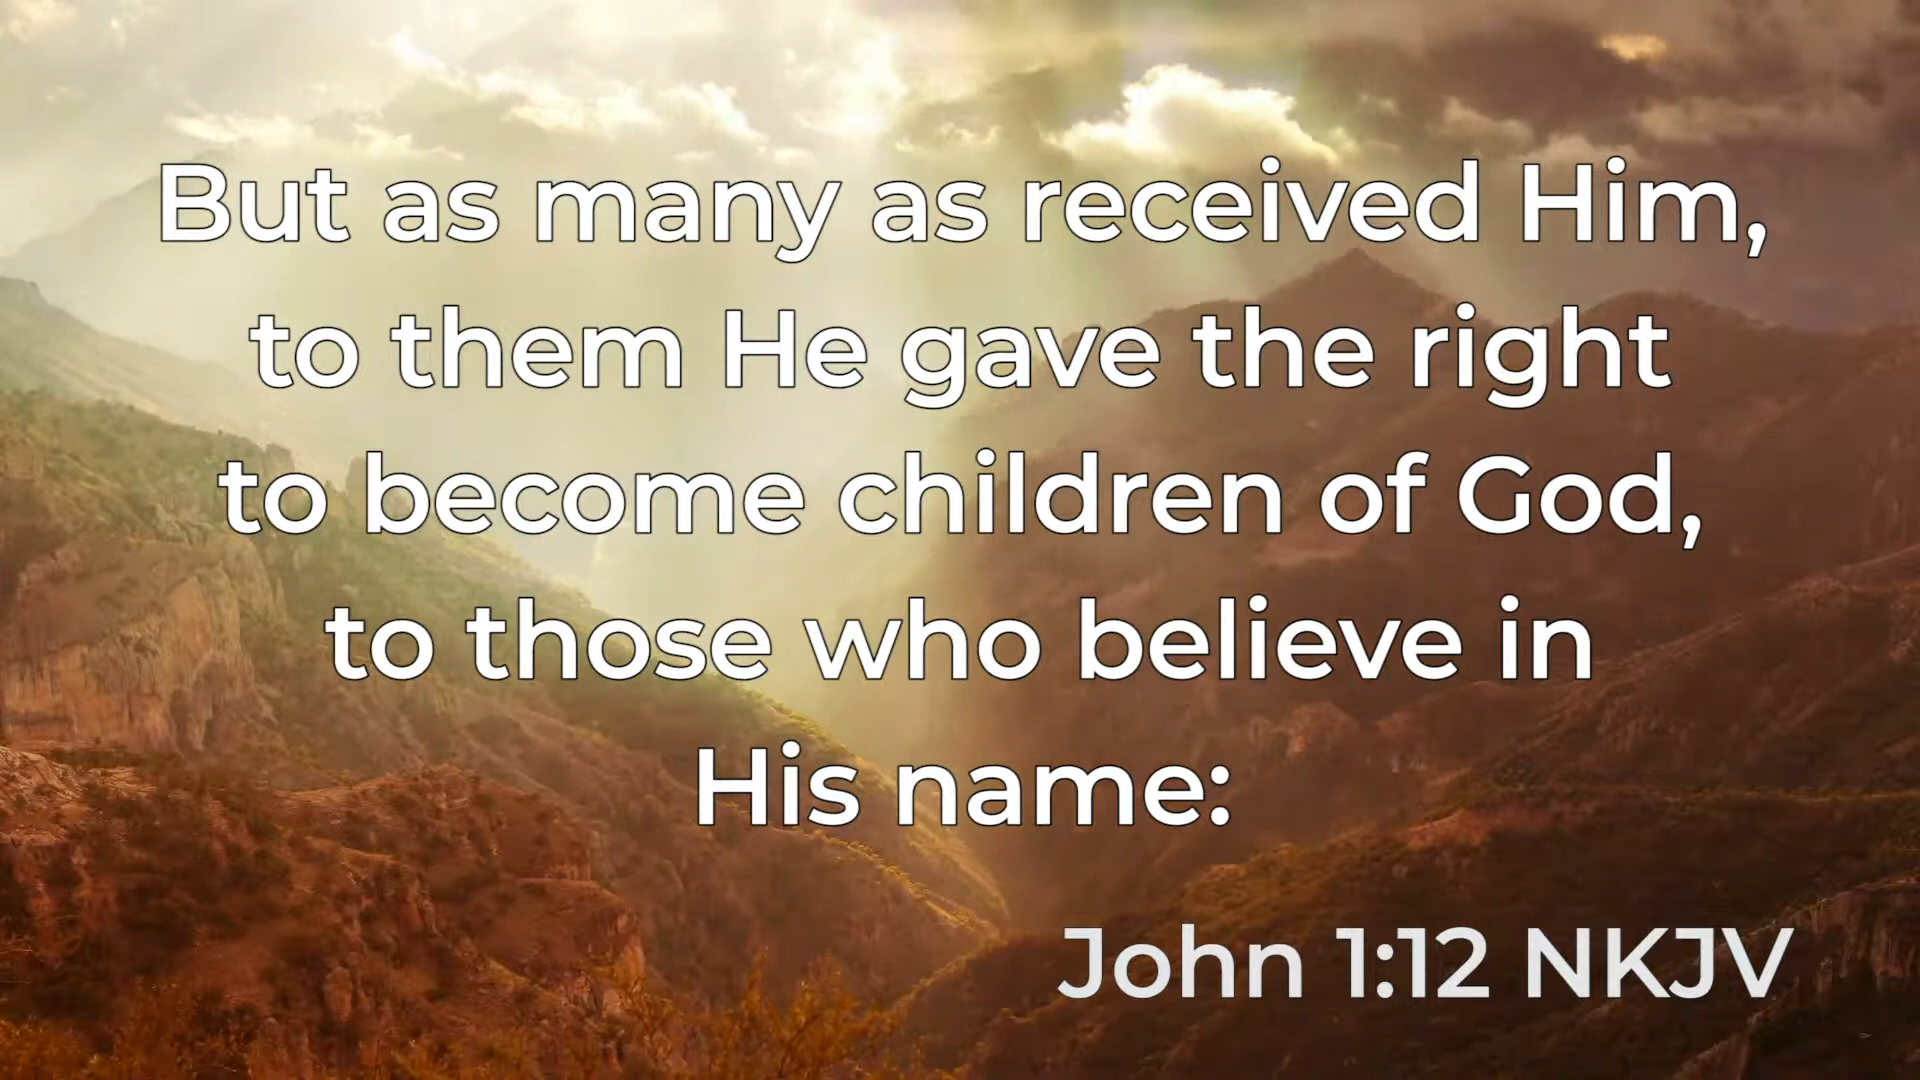 But as many as received Him,
to them He gave the right
to become children of God,
to those who believe in
His name:
John 1:12 NKJV